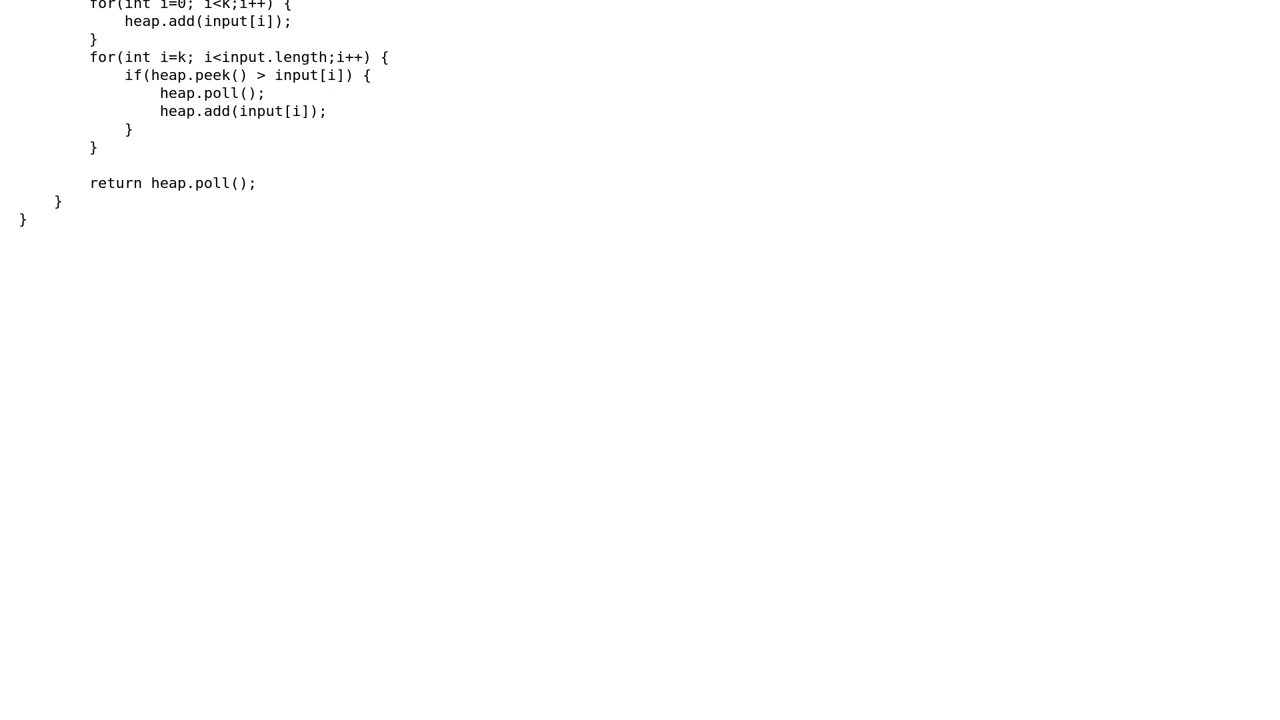 for(int i=0; i<k;i++) {
heap.add(input[i]);
}
for(int i=k; i<input.length;i++) {
if(heap.peek() > input[i]) {
heap.poll();
heap.add(input[i]);
}
}
return heap.poll();
}
}